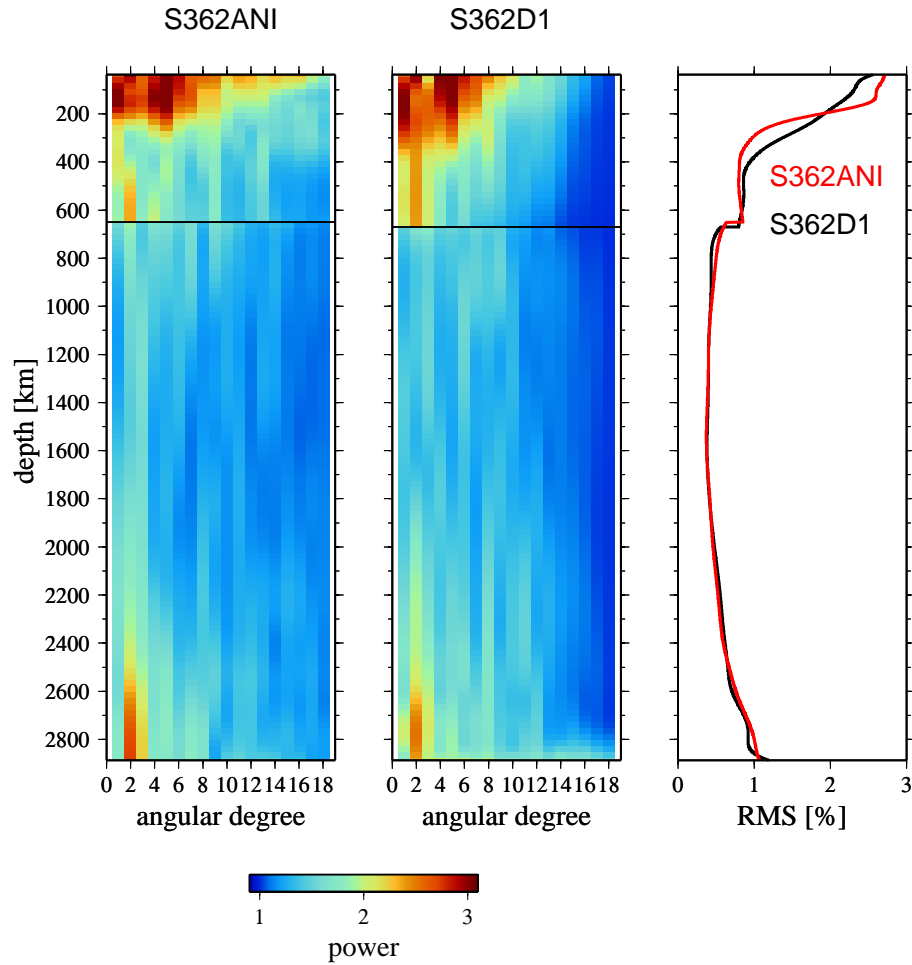 S362ANI
S362D1
200
400
600
800
1000
1200
1400
1600
1800
2000
2200
2400
2600
2800
depth [km]
0 2 4 6 8 10 12 14 16 18
angular degree
0 2 4 6 8 10 12 14 16 18
angular degree
S362ANI
S362D1
0 1 2 3
RMS [%]
1 2 3
power